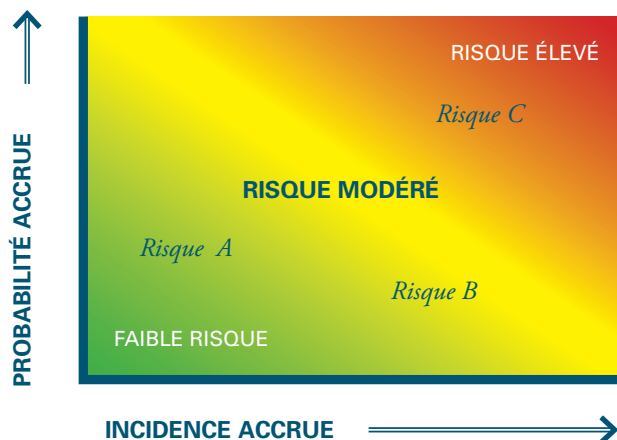 RISQUE ÉLEVÉ
Risque C
RISQUE MODÉRÉ
Risque A
Risque B
FAIBLE RISQUE
PROBABILITÉ ACCRUE
INCIDENCE ACCRUE